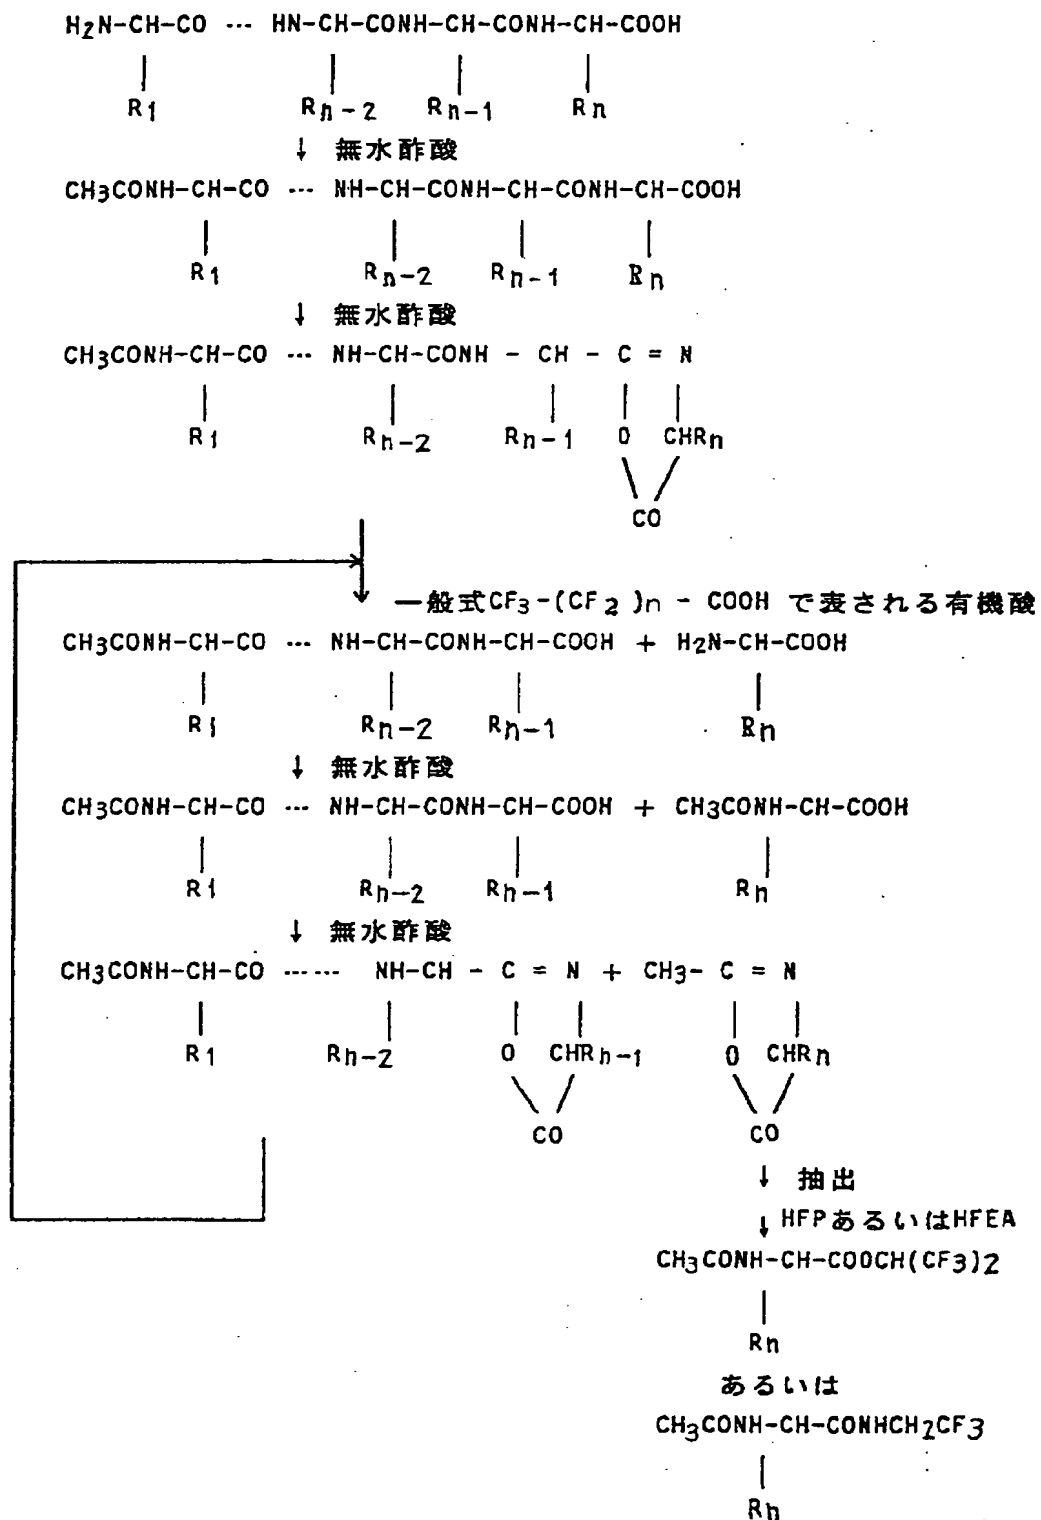 H2N-CH-CO ··· HN-CH-CONH-CH-CONH-CH-COOH
R1 Rn-2 Rn-1 Rn
↓ 無水酢酸
CH3CONH-CH-CO ··· NH-CH-CONH-CH-CONH-CH-COOH
R1 Rn-2 Rn-1 Rn
↓ 無水酢酸
CH3CONH-CH-CO ··· NH-CH-CONH - CH - C = N
R1 Rn-2 Rn-1 O CHRn
CO
一般式CF3-(CF2)n - COOH で表される有機酸
CH3CONH-CH-CO ··· NH-CH-CONH-CH-COOH + H2N-CH-COOH
R1 Rn-2 Rn-1 Rn
↓ 無水酢酸
CH3CONH-CH-CO ··· NH-CH-CONH-CH-COOH + CH3CONH-CH-COOH
R1 Rn-2 Rn-1 Rn
↓ 無水酢酸
CH3CONH-CH-CO ······ NH-CH - C = N + CH3- C = N
R1 Rn-2 O CHRn-1 O CHRn
CO CO
↓ 抽出
↓ HFPあるいはHFEA
CH3CONH-CH-COOCH(CF3)2
Rn
あるいは
CH3CONH-CH-CONHCH2CF3
Rn